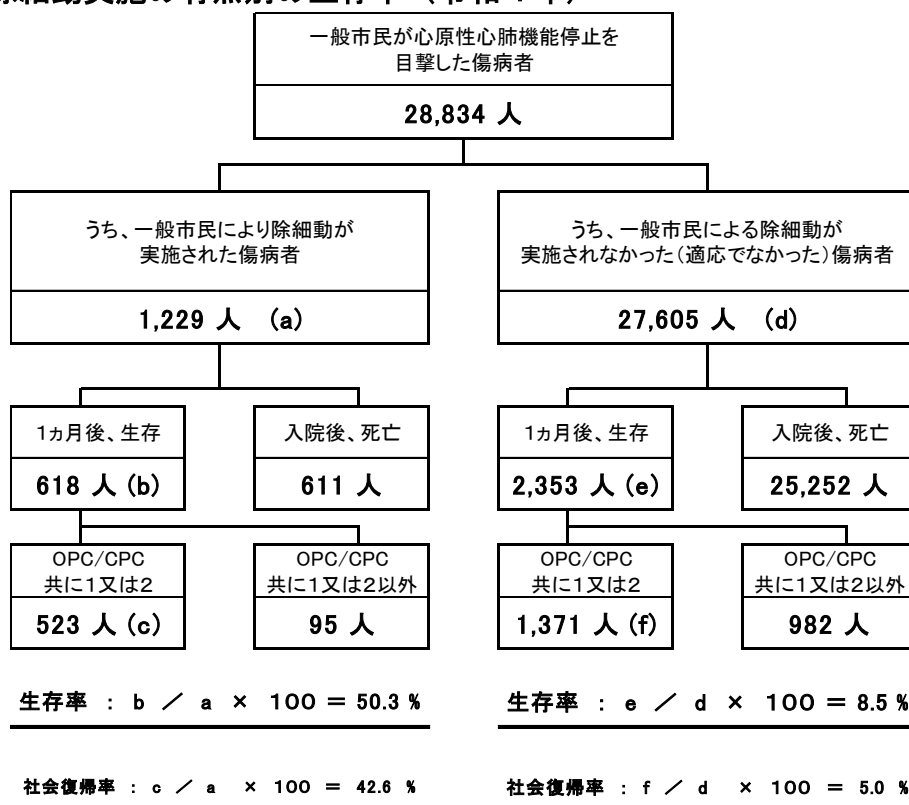 一般市民が心原性心肺機能停止を
目撃した傷病者
28,834 人
うち、一般市民により除細動が
実施された傷病者
1,229 人 (a)
うち、一般市民による除細動が
実施されなかった（適応でなかった）傷病者
27,605 人 (d)
1ヵ月後、生存
618 人 (b)
入院後、死亡
611 人
1ヵ月後、生存
2,353 人 (e)
入院後、死亡
25,252 人
OPC/CPC
共に1又は2
523 人 (c)
OPC/CPC
共に1又は2以外
95 人
OPC/CPC
共に1又は2
1,371 人 (f)
OPC/CPC
共に1又は2以外
982 人
生存率 : b ／ a × 100 ＝ 50.3 %
生存率 : e ／ d × 100 ＝ 8.5 %
社会復帰率 : c ／ a × 100 ＝ 42.6 %
社会復帰率 : f ／ d × 100 ＝ 5.0 %